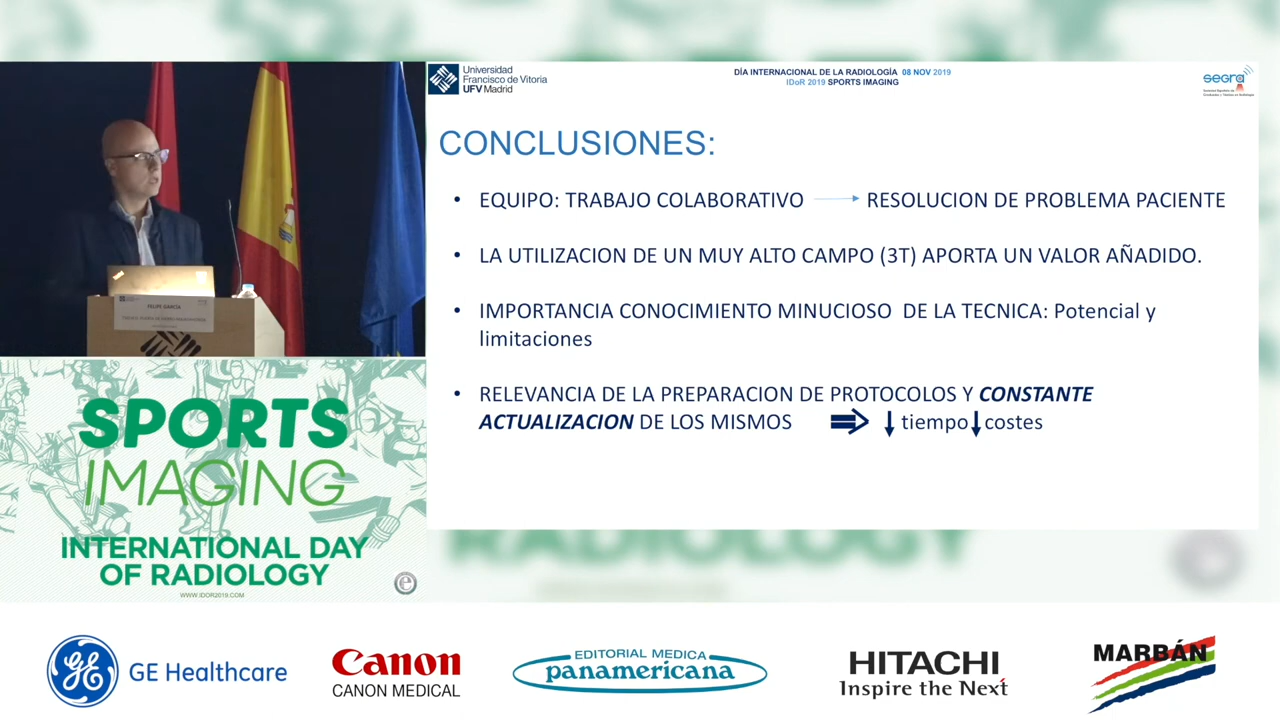 Universidad
Francisco de Vitoria
UFV Madrid
DÍA INTERNACIONAL DE LA RADIOLOGÍA 08 NOV 2019
IDoR 2019 SPORTS IMAGING
segra
CONCLUSIONES:
• EQUIPO: TRABAJO COLABORATIVO → RESOLUCION DE PROBLEMA PACIENTE
• LA UTILIZACION DE UN MUY ALTO CAMPO (3T) APORTA UN VALOR AÑADIDO.
• IMPORTANCIA CONOCIMIENTO MINUCIOSO DE LA TECNICA: Potencial y
limitaciones
• RELEVANCIA DE LA PREPARACION DE PROTOCOLOS Y CONSTANTE
ACTUALIZACION DE LOS MISMOS ⇒ ↓ tiempo ↓ costes
FELIPE GARCÍA
SPORTS
IMAGING
INTERNATIONAL DAY
OF RADIOLOGY
WWW.IDOR2019.COM
RADIOLOGY
GE GE Healthcare
Canon
CANON MEDICAL
EDITORIAL MEDICA
panamericana
HITACHI
Inspire the Next
MARBÁN